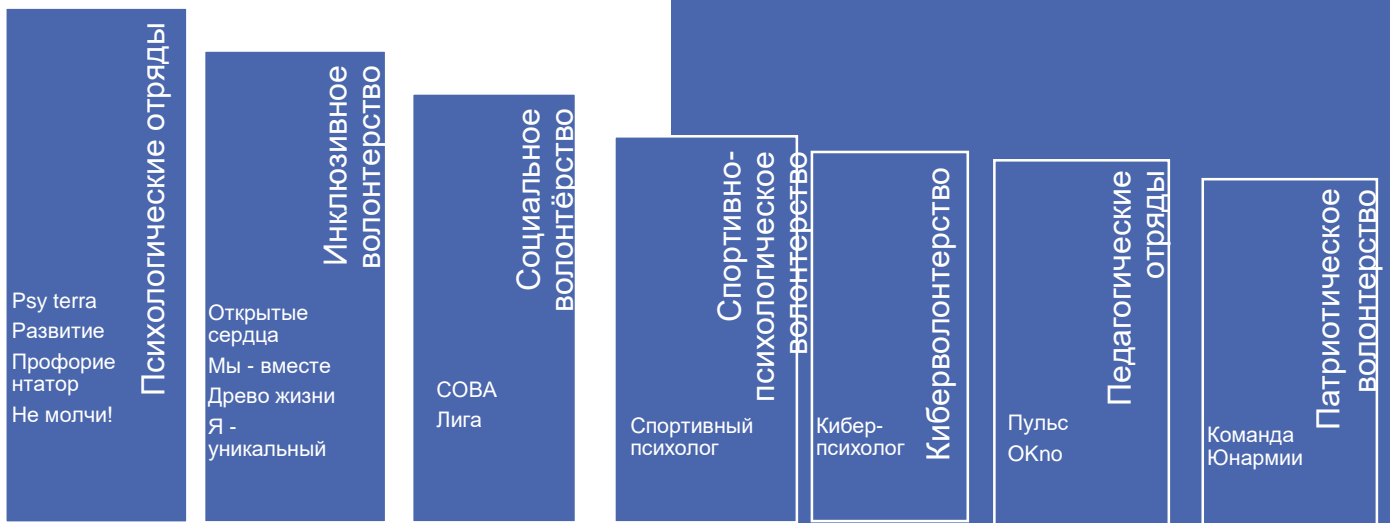 Психологические отряды
Psy terra
Развитие
Профорие
нтатор
Не молчи!
Инклюзивное
волонтерство
Открытые
сердца
Мы - вместе
Древо жизни
Я -
уникальный
Социальное
волонтёрство
СОВА
Лига
Спортивно-
психологическое
волонтерство
Спортивный
психолог
Киберволонтерство
Кибер-
психолог
Педагогические
отряды
Пульс
OKno
Патриотическое
волонтерство
Команда
Юнармии